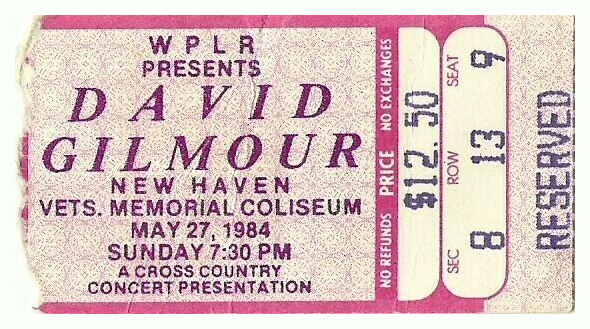 WPLR
PRESENTS
DAVID
GILMOUR
NEW HAVEN
VETS. MEMORIAL COLISEUM
MAY 27, 1984
SUNDAY 7:30 PM
A CROSS COUNTRY
CONCERT PRESENTATION
NO REFUNDS PRICE NO EXCHANGES
$12.50
SEC ROW SEAT
8 13 9
RESERVED